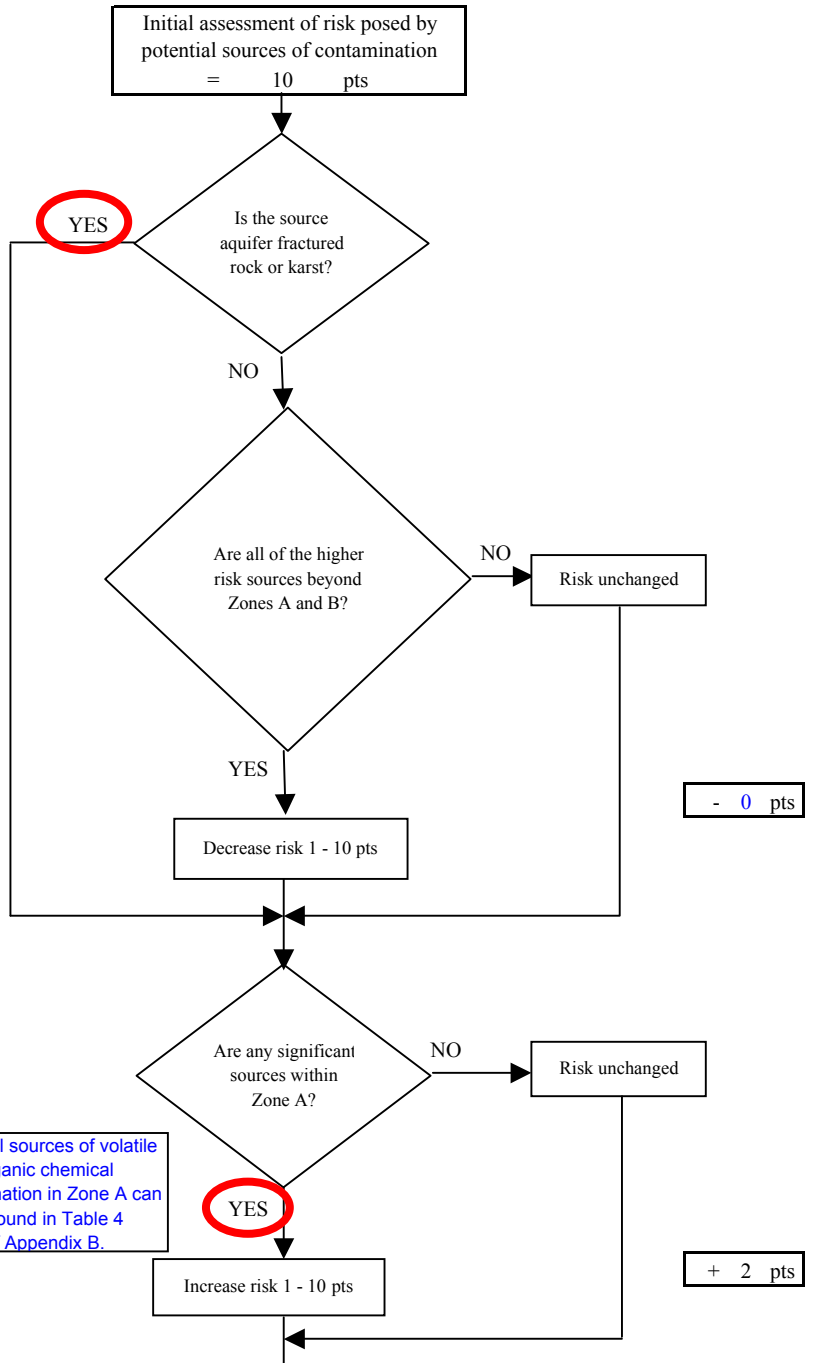 Initial assessment of risk posed by
potential sources of contamination
= 10 pts
YES
Is the source
aquifer fractured
rock or karst?
NO
Are all of the higher
risk sources beyond
Zones A and B?
NO
Risk unchanged
YES
- 0 pts
Decrease risk 1 - 10 pts
Are any significant
sources within
Zone A?
NO
Risk unchanged
sources of volatile
chemical
in Zone A can
in Table 4
Appendix B.
YES
+ 2 pts
Increase risk 1 - 10 pts